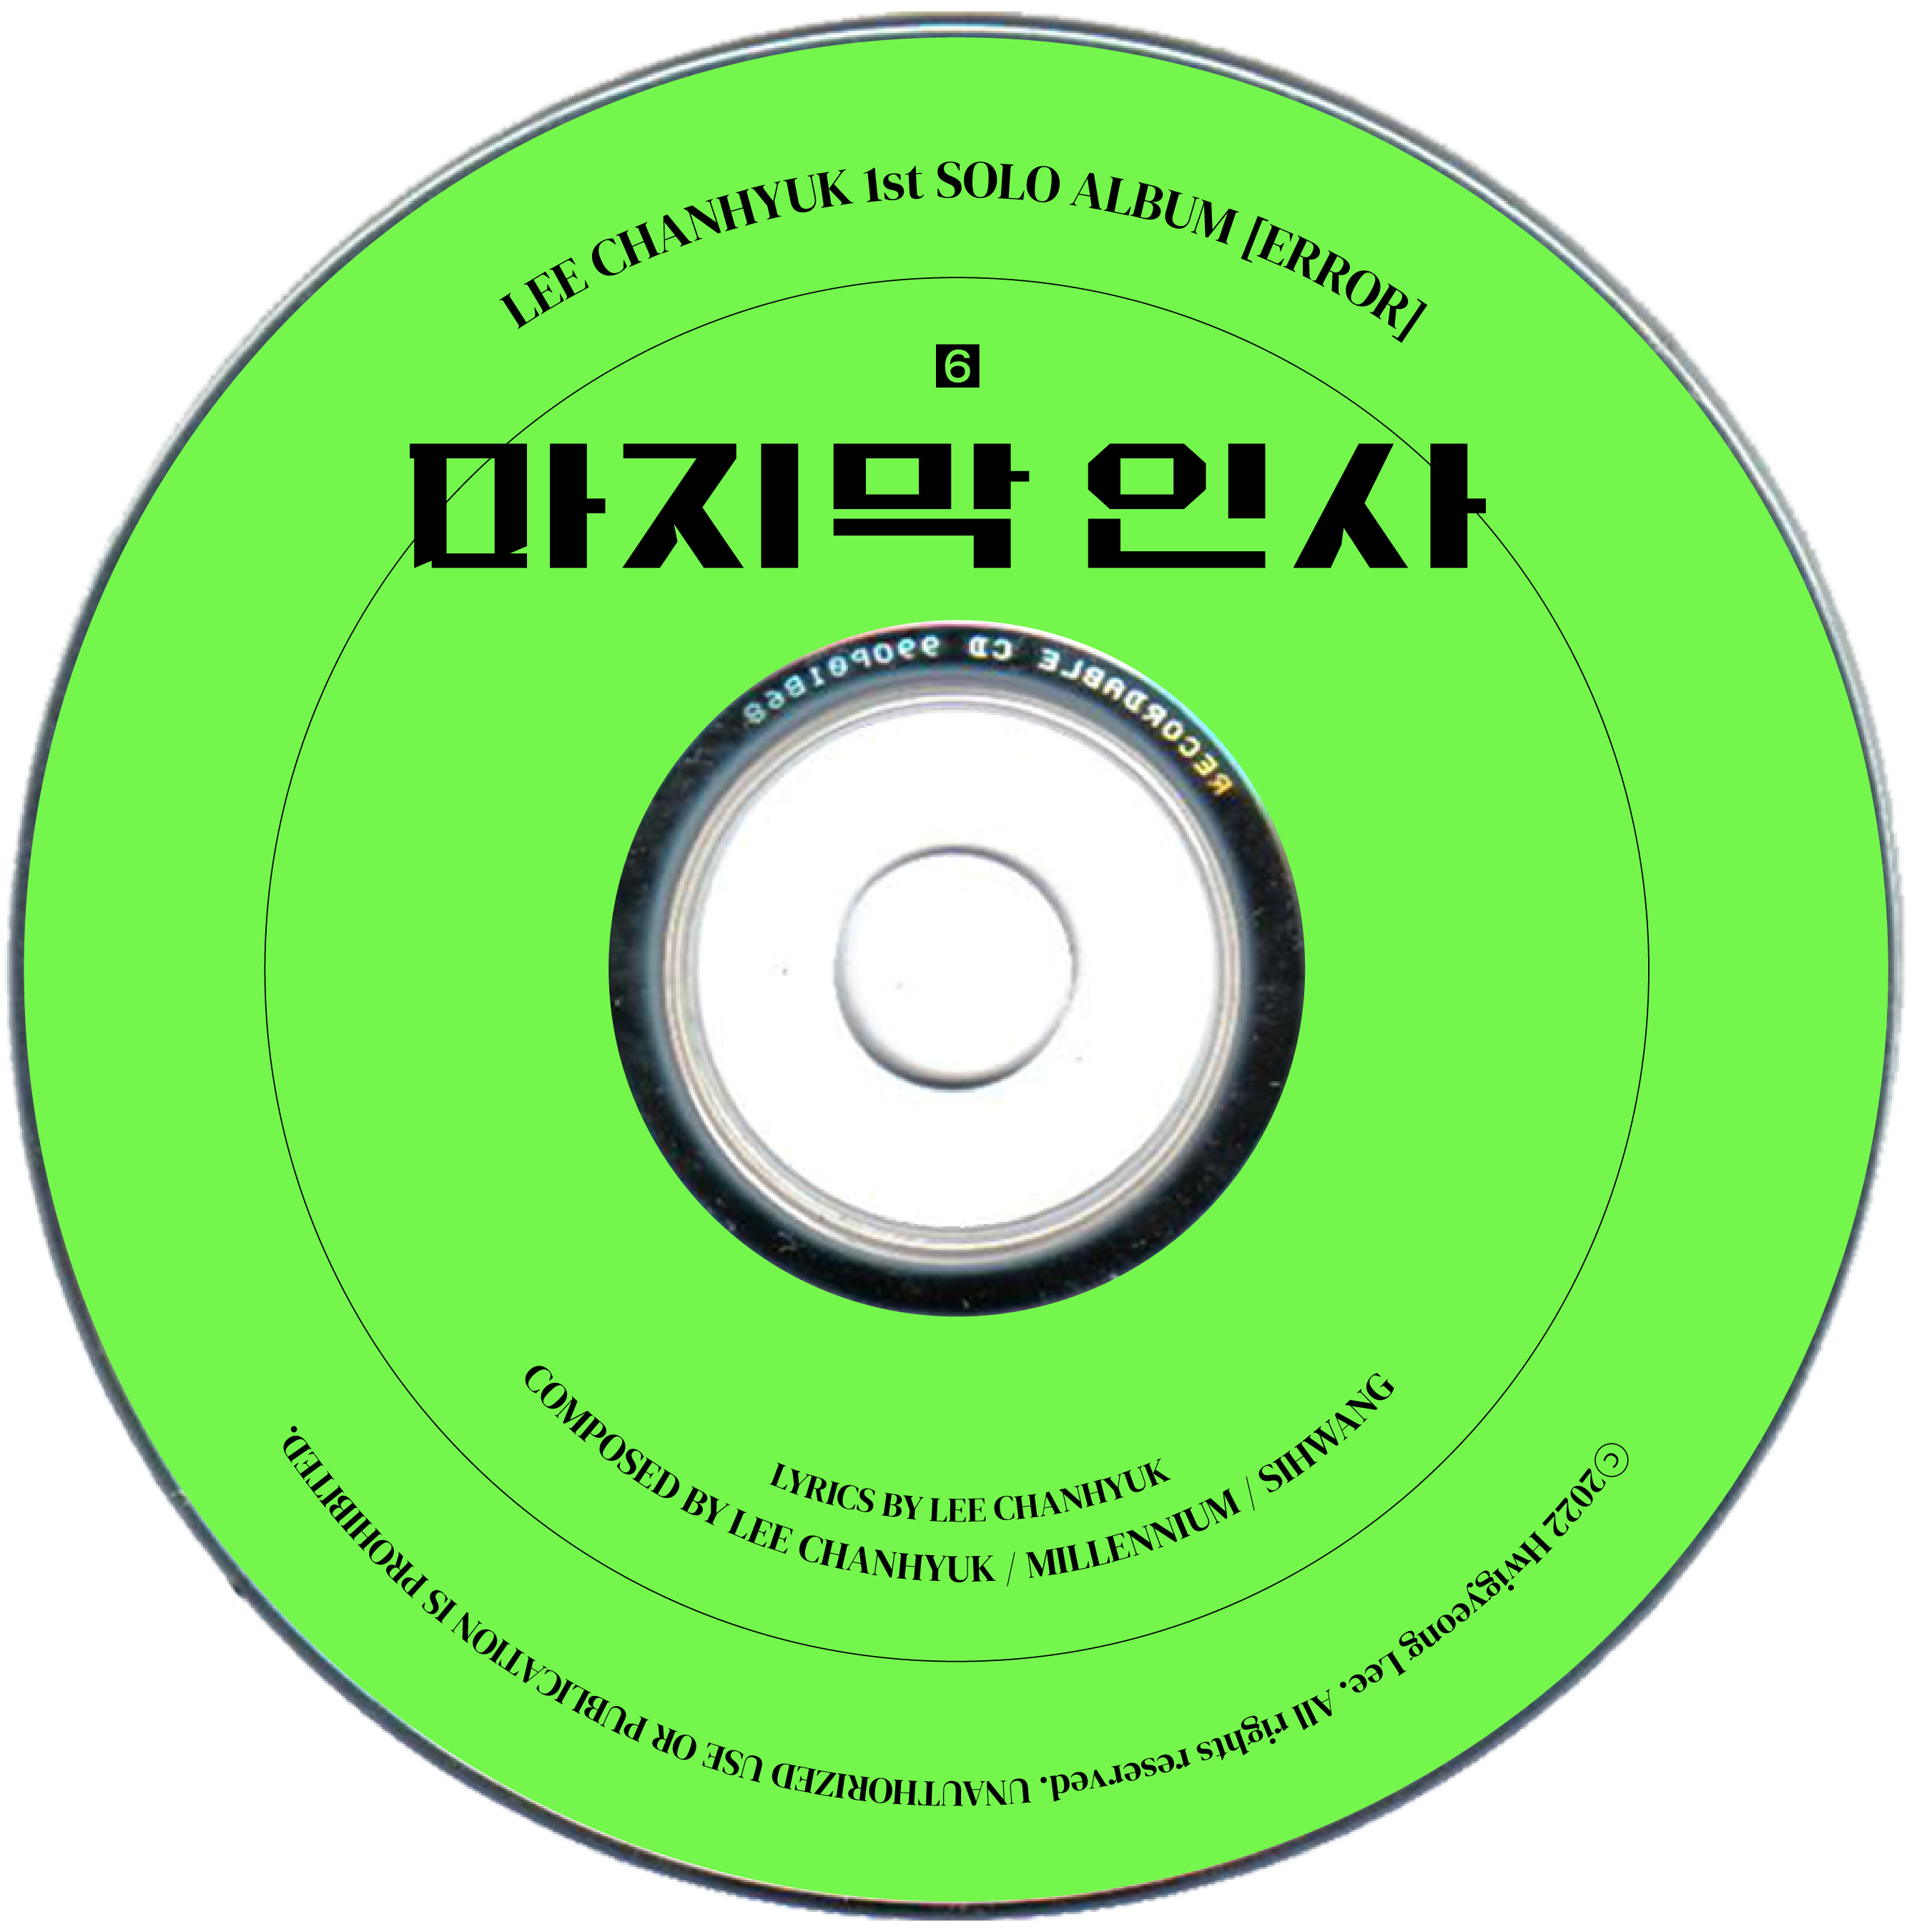 LEE CHANHYUK 1st SOLO ALBUM [ERROR]
6
마지막 인사
RECORDABLE CD
LYRICS BY LEE CHANHYUK
COMPOSED BY LEE CHANHYUK / MILLENNIUM / SIHWANG
©2022 Hwigyeong Lee. All rights reserved. UNAUTHORIZED USE OR PUBLICATION IS PROHIBITED.